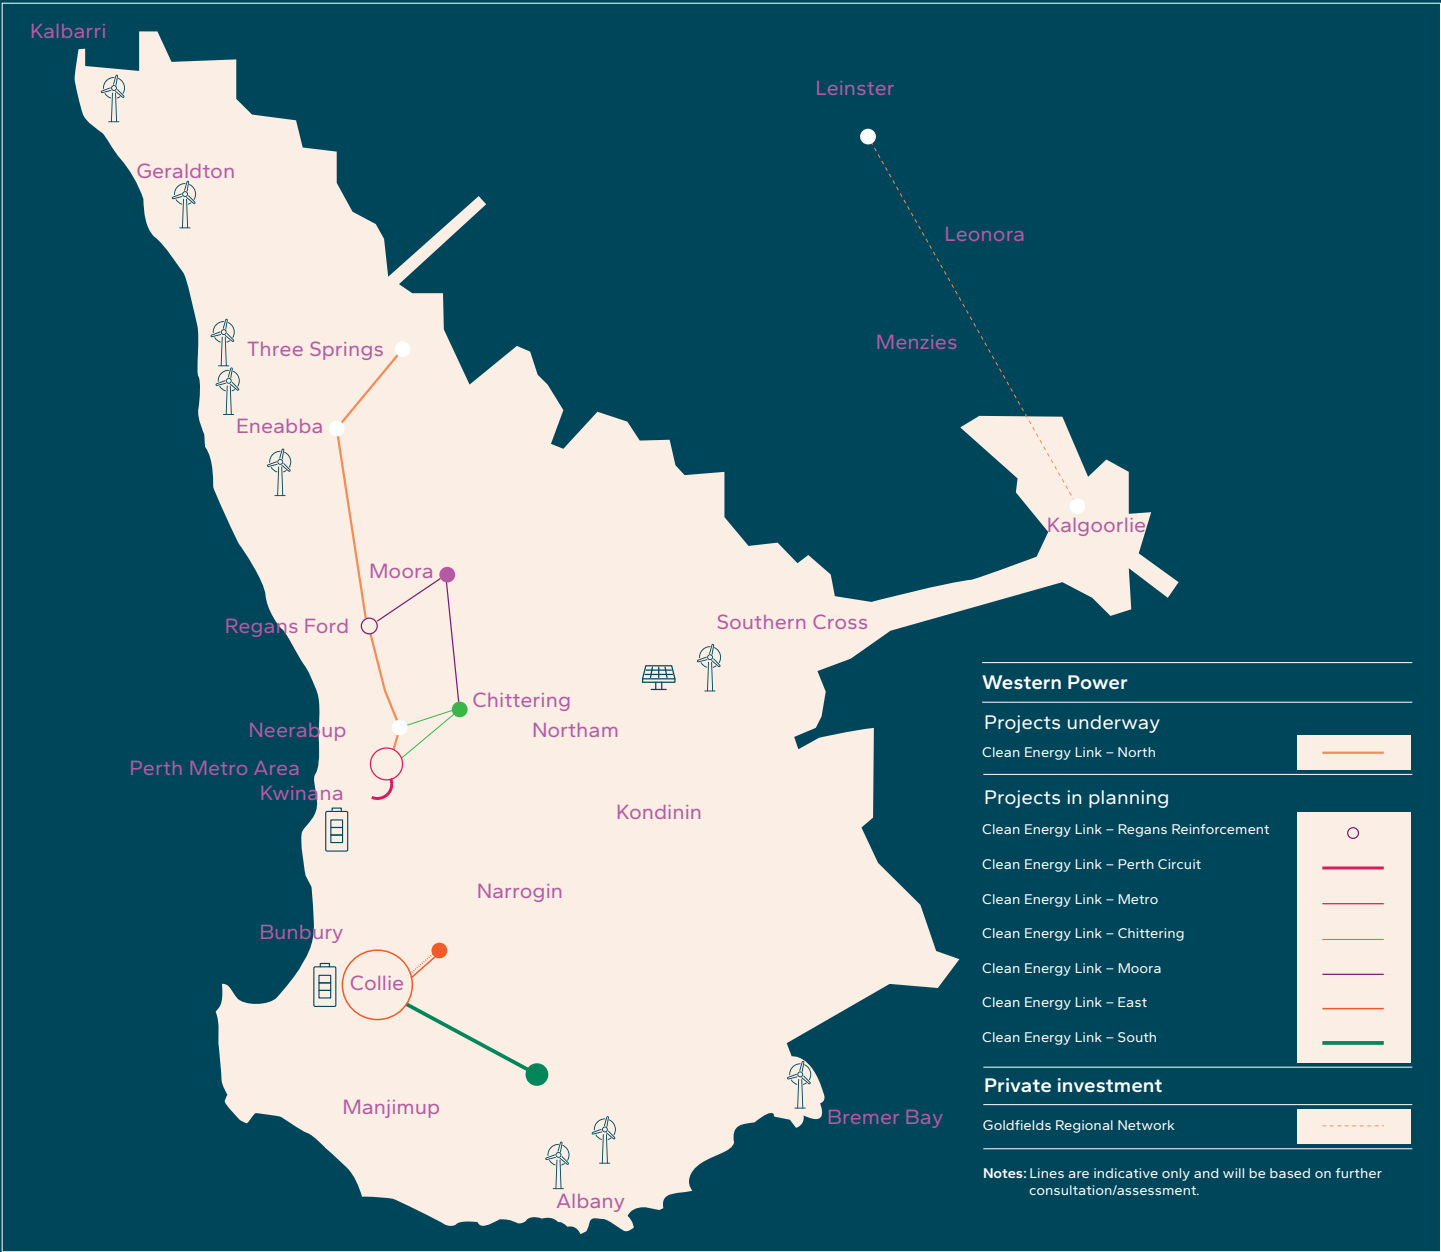 Kalbarri
Leinster
Geraldton
Leonora
Menzies
Three Springs
Eneabba
Kalgoorlie
Moora
Southern Cross
Regans Ford
Chittering
Neerabup
Northam
Perth Metro Area
Kwinana
Kondinin
Narrogin
Bunbury
Collie
Manjimup
Bremer Bay
Albany
Western Power
Projects underway
Clean Energy Link – North
Projects in planning
Clean Energy Link – Regans Reinforcement
Clean Energy Link – Perth Circuit
Clean Energy Link – Metro
Clean Energy Link – Chittering
Clean Energy Link – Moora
Clean Energy Link – East
Clean Energy Link – South
Private investment
Goldfields Regional Network
Notes: Lines are indicative only and will be based on further
consultation/assessment.